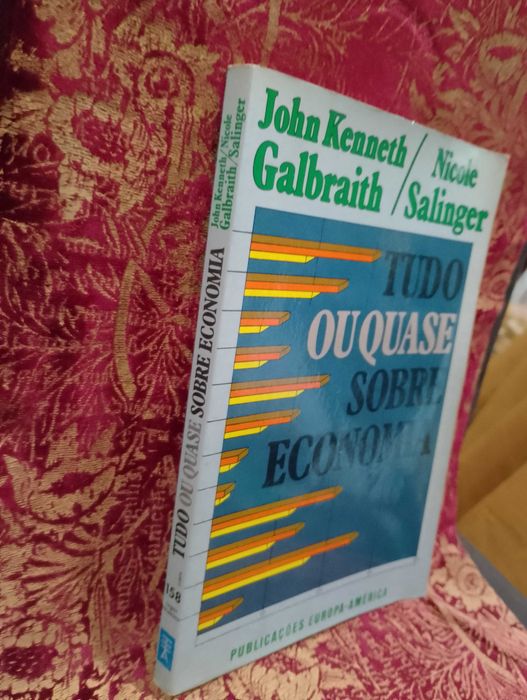 John Kenneth/Nicole
Galbraith/Salinger
TUDO OU QUASE SOBRE ECONOMIA
158
John Kenneth
Galbraith
/
Nicole
Salinger
TUDO
OU QUASE
SOBRE
ECONOMIA
PUBLICAÇÕES EUROPA-AMÉRICA